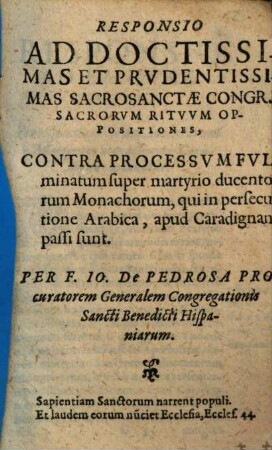 RESPONSIO
AD DOCTISSI-
MAS ET PRVDENTISSI-
MAS SACROSANCTÆ CONGR.
SACRORVM RITVVM OP-
POSITIONES,
CONTRA PROCESSVM FVL
minatum super martyrio ducento
rum Monachorum, qui in persecu
tione Arabica, apud Caradignam
passi sunt.
PER F. IO. De PEDROSA PRO
curatorem Generalem Congregationis
Sancti Benedicti Hispa-
niarum.
Sapientiam Sanctorum narrent populi.
Et laudem eorum nũciet Ecclesia, Eccles. 44.